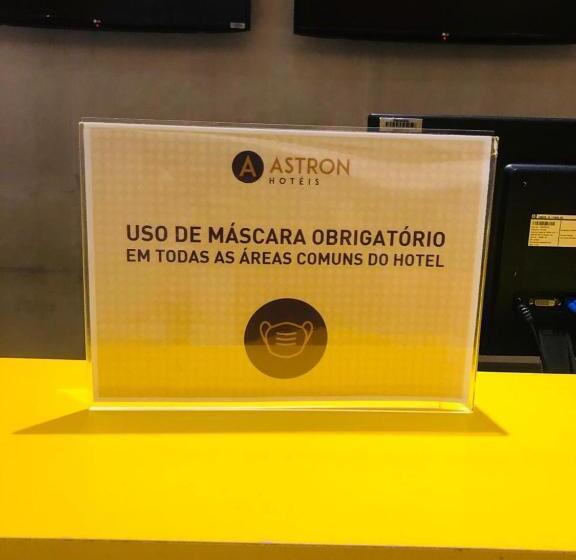 A ASTRON
HOTÉIS
USO DE MÁSCARA OBRIGATÓRIO
EM TODAS AS ÁREAS COMUNS DO HOTEL